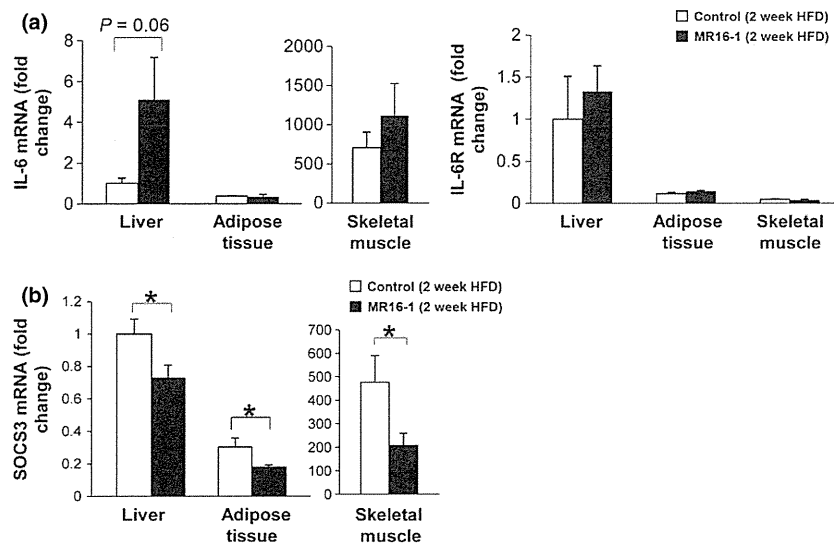 (a)
P = 0.06
IL-6 mRNA (fold
change)
8
6
4
2
0
Liver
Adipose
tissue
2000
1500
1000
500
0
Skeletal
muscle
IL-6R mRNA (fold
change)
2
1.5
1
0.5
0
Liver
Adipose
tissue
Skeletal
muscle
Control (2 week HFD)
MR16-1 (2 week HFD)
(b)
SOCS3 mRNA (fold
change)
1.2
1
0.8
0.6
0.4
0.2
0
*
*
Liver
Adipose
tissue
Control (2 week HFD)
MR16-1 (2 week HFD)
700
600
500
400
300
200
100
0
*
Skeletal
muscle